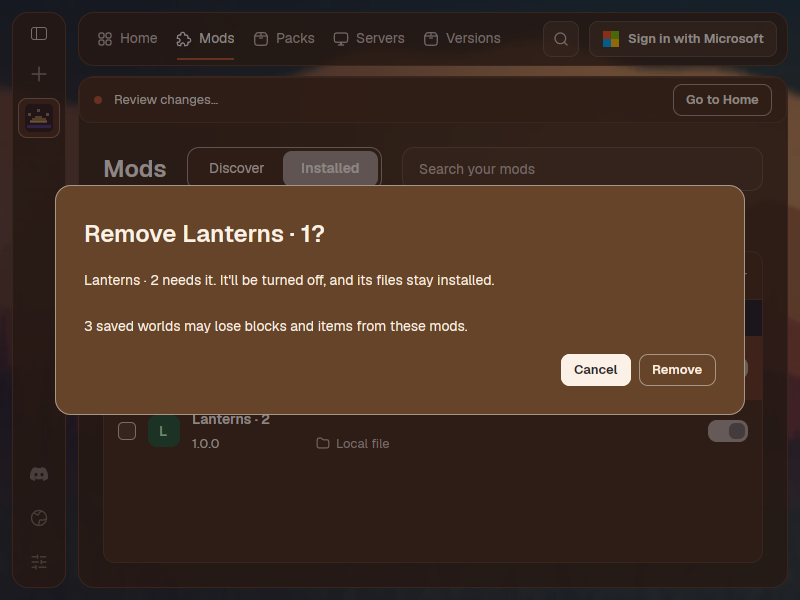 Home
Mods
Packs
Servers
Versions
Sign in with Microsoft
Review changes...
Go to Home
Mods
Discover
Installed
Search your mods
Remove Lanterns · 1?
Lanterns · 2 needs it. It'll be turned off, and its files stay installed.
3 saved worlds may lose blocks and items from these mods.
Cancel
Remove
L
Lanterns · 2
1.0.0
Local file